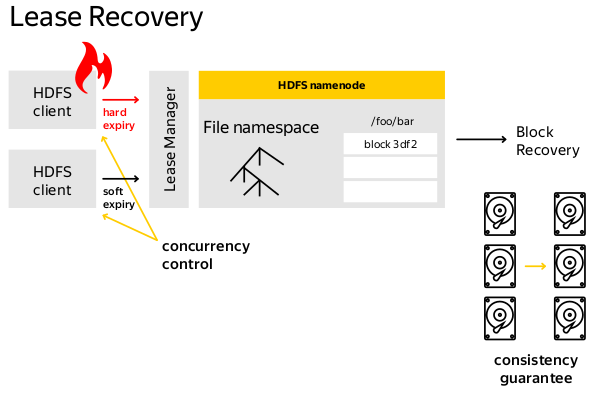 Lease Recovery
HDFS
client
hard
expiry
HDFS
client
soft
expiry
Lease Manager
HDFS namenode
File namespace
/foo/bar
block 3df2
Block
Recovery
concurrency
control
consistency
guarantee